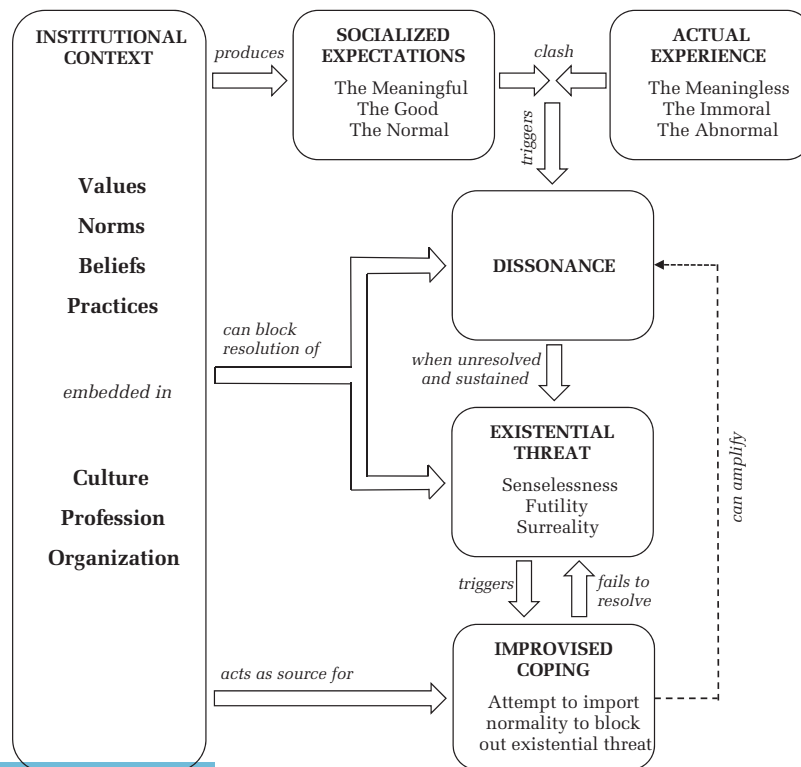 INSTITUTIONAL
CONTEXT
Values
Norms
Beliefs
Practices
embedded in
Culture
Profession
Organization
produces
SOCIALIZED
EXPECTATIONS
The Meaningful
The Good
The Normal
clash
ACTUAL
EXPERIENCE
The Meaningless
The Immoral
The Abnormal
triggers
DISSONANCE
can block
resolution of
when unresolved
and sustained
EXISTENTIAL
THREAT
Senselessness
Futility
Surreality
triggers
fails to
resolve
can amplify
acts as source for
IMPROVISED
COPING
Attempt to import
normality to block
out existential threat